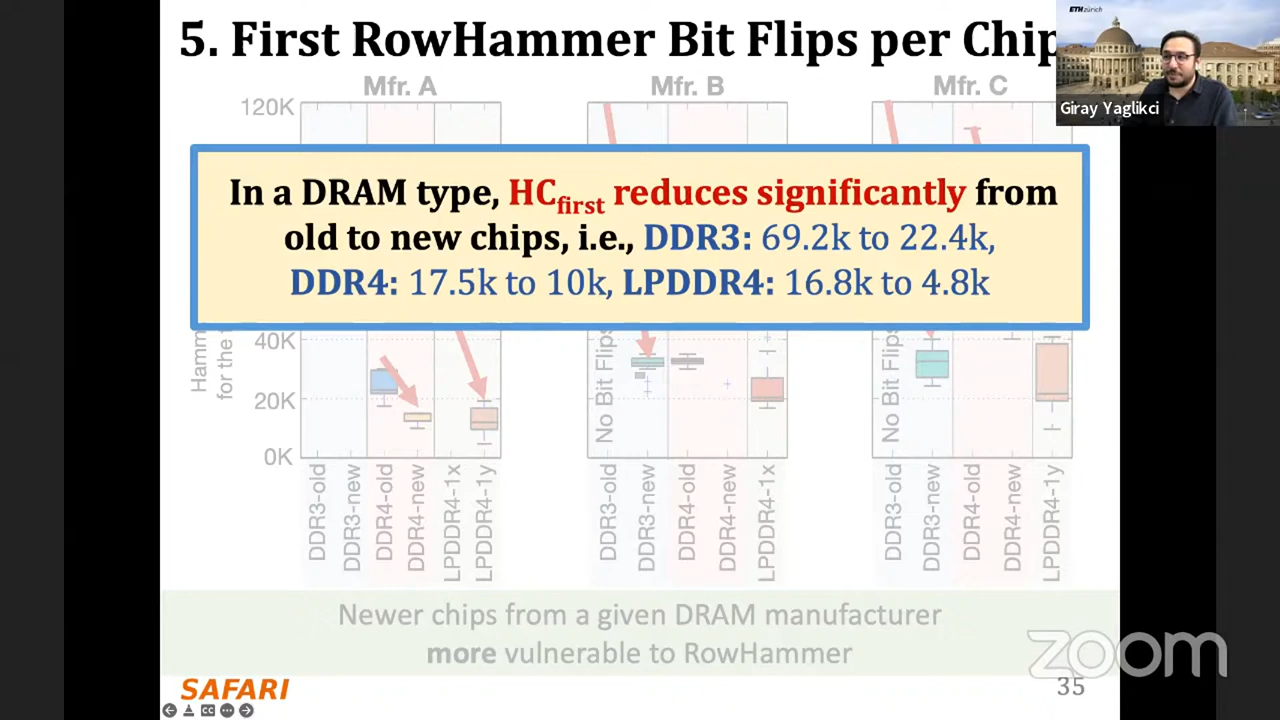 5. First RowHammer Bit Flips per Chip
ETH zürich
Giray Yaglikci
Mfr. A
Mfr. B
Mfr. C
120K
In a DRAM type, HCfirst reduces significantly from
old to new chips, i.e., DDR3: 69.2k to 22.4k,
DDR4: 17.5k to 10k, LPDDR4: 16.8k to 4.8k
Hamm
for the
40K
20K
0K
No Bit Flips
No Bit Flips
DDR3-old
DDR3-new
DDR4-old
DDR4-new
LPDDR4-1x
LPDDR4-1y
DDR3-old
DDR3-new
DDR4-old
DDR4-new
LPDDR4-1x
DDR3-old
DDR3-new
DDR4-old
DDR4-new
LPDDR4-1y
Newer chips from a given DRAM manufacturer
more vulnerable to RowHammer
zoom
SAFARI
35